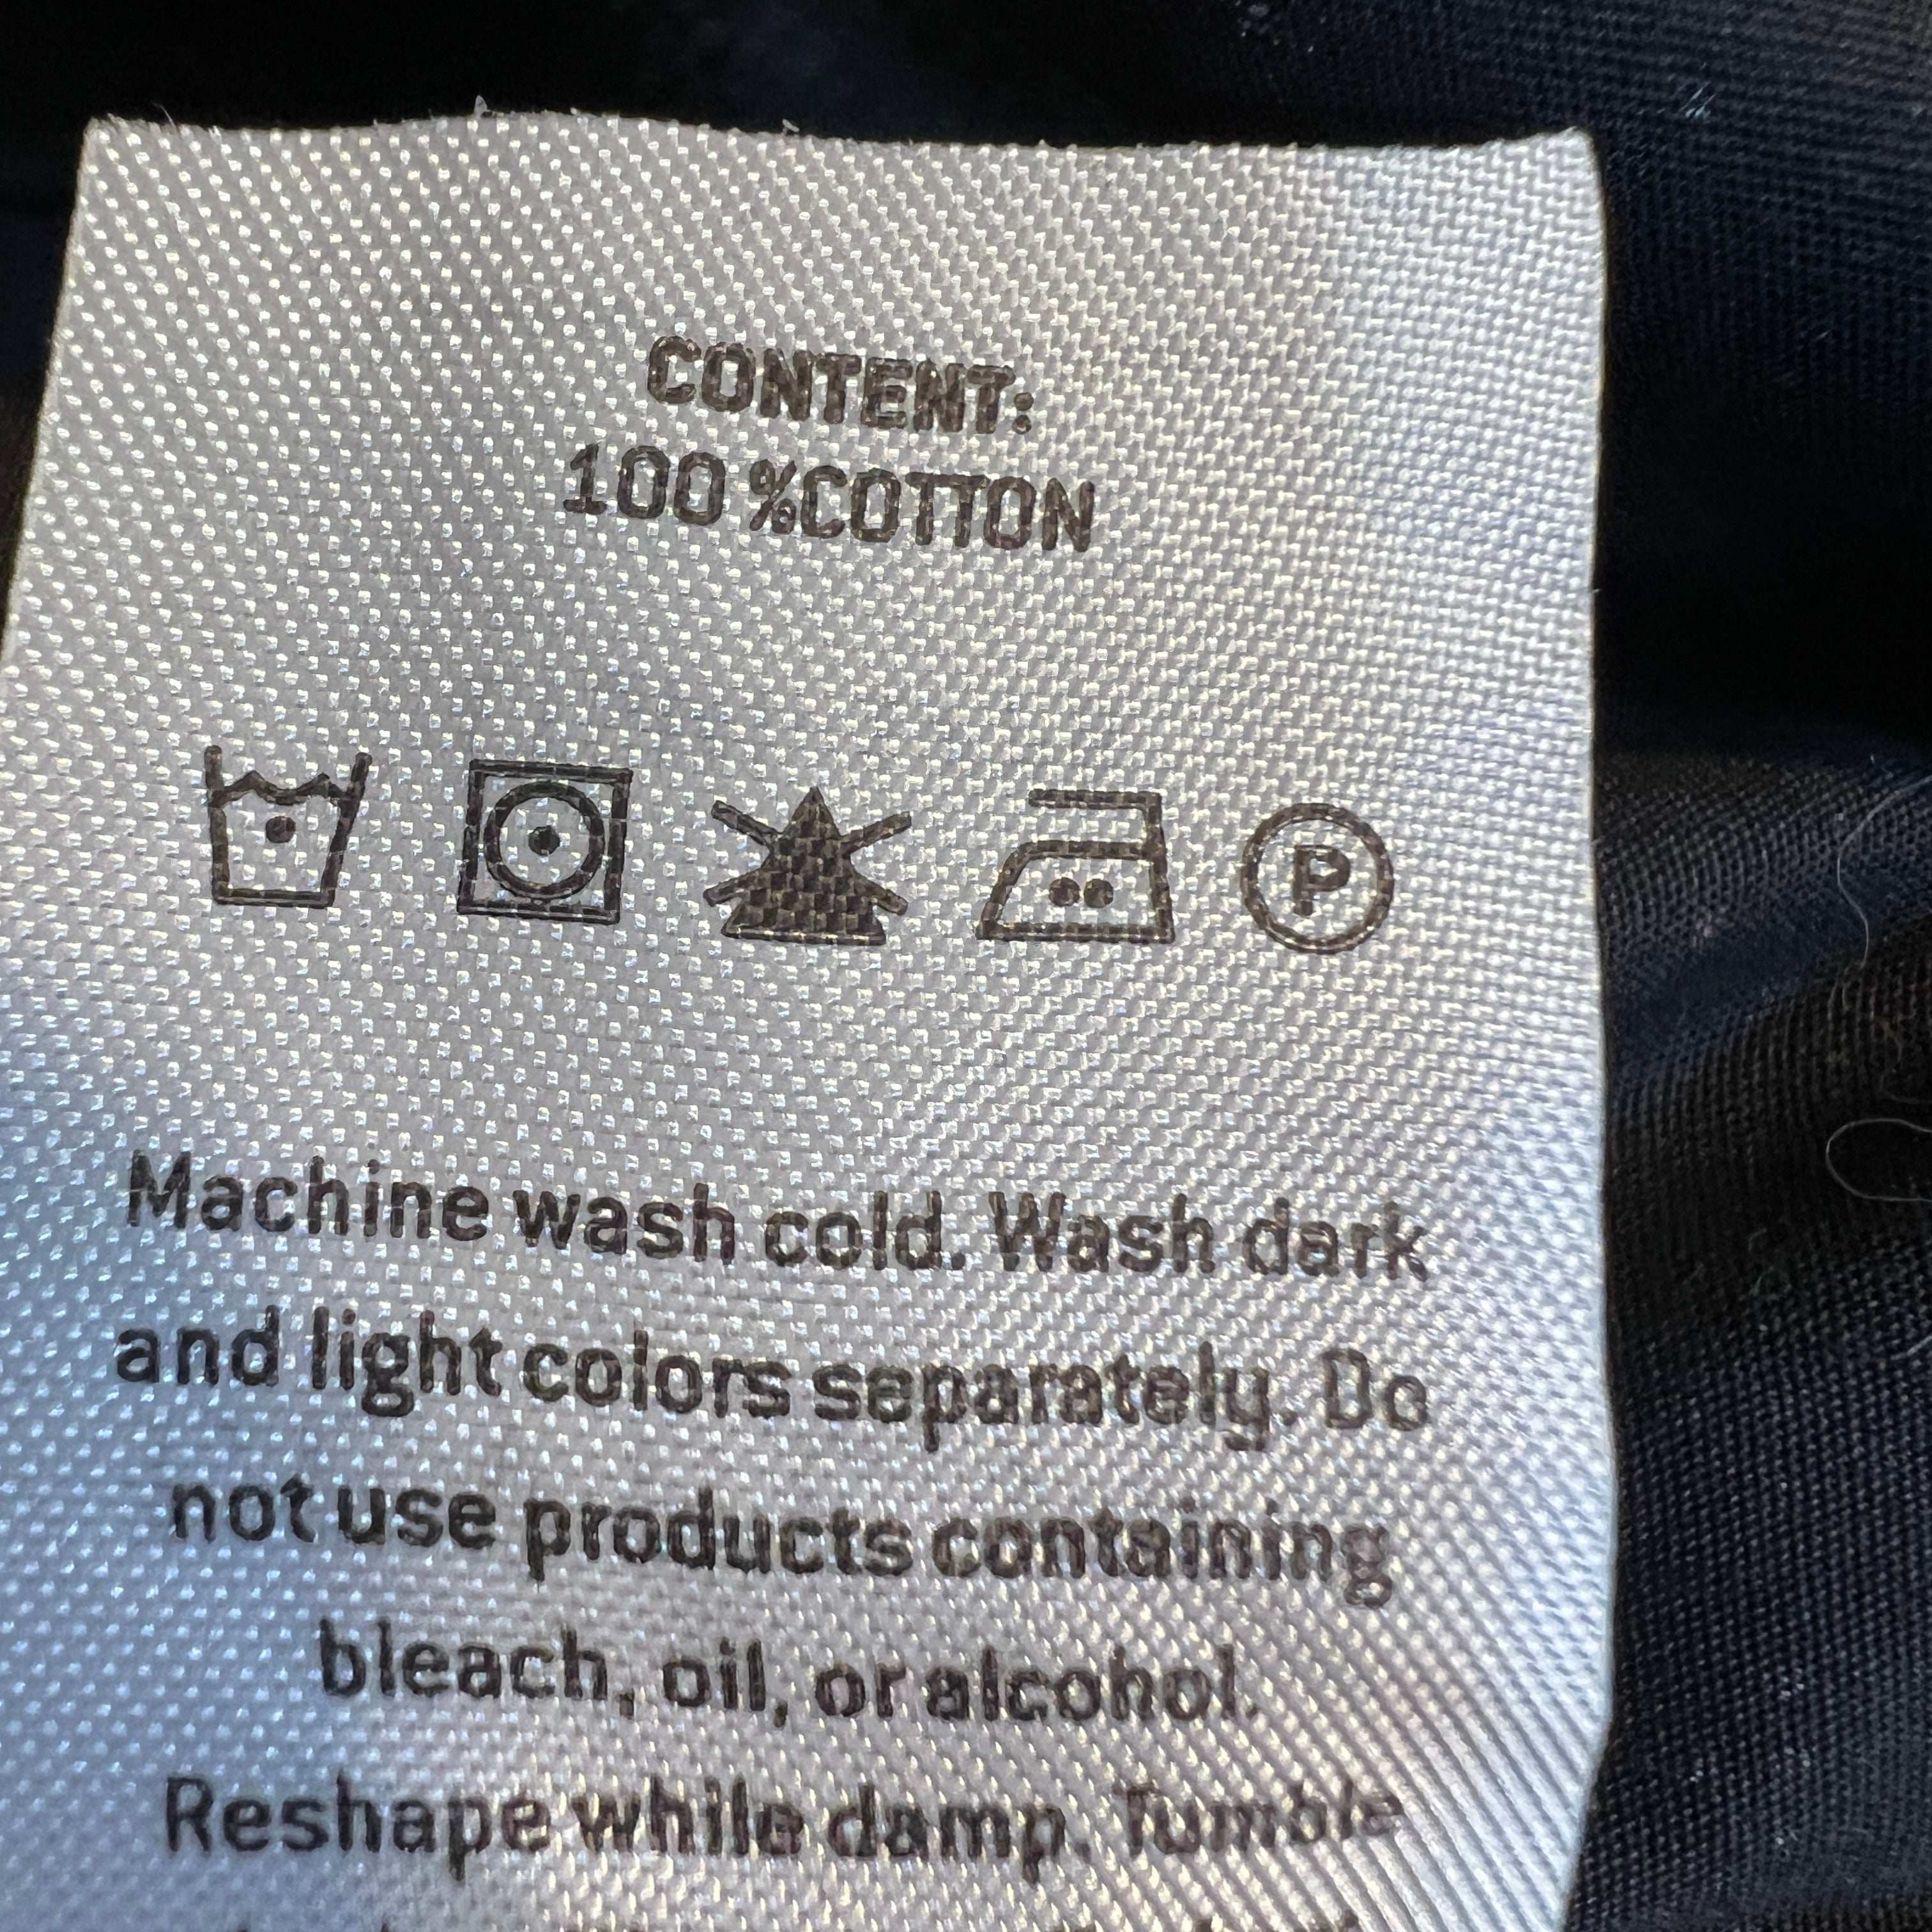 CONTENT:
100 %COTTON
P
Machine wash cold. Wash dark
and light colors separately. Do
not use products containing
bleach, oil, or alcohol.
Reshape while damp. Tumble